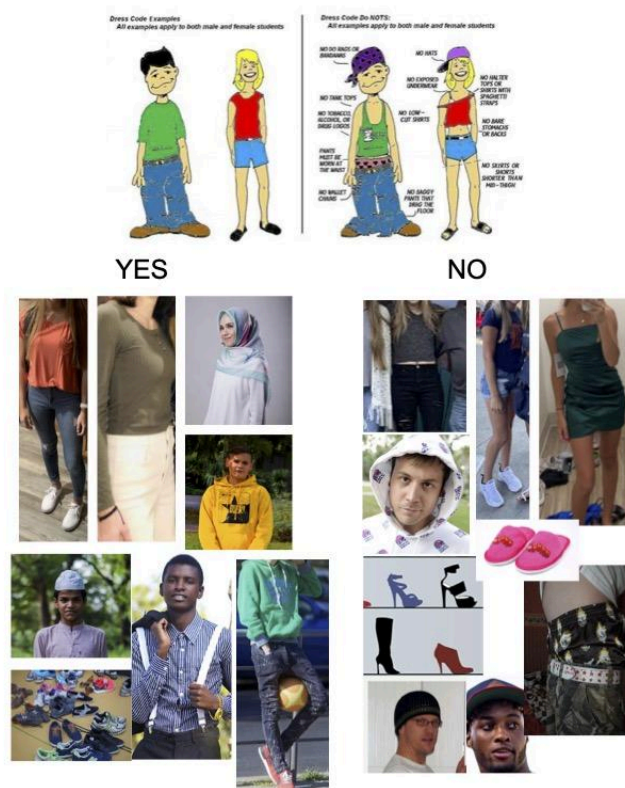 Dress Code Examples
All examples apply to both male and female students
Dress Code Do NOTS:
All examples apply to both male and female students
NO DO RAGS OR
BANDANAS
NO HATS
NO EXPOSED
UNDERWEAR
NO HALTER
TOPS OR
SHIRTS WITH
SPAGHETTI
STRAPS
NO TANK TOPS
NO TOBACCO,
ALCOHOL, OR
DRUG LOGOS
NO LOW-
CUT SHIRTS
NO BARE
STOMACHS
OR BACKS
PANTS
MUST BE
WORN AT
THE WAIST
NO SKIRTS OR
SHORTS
SHORTER THAN
MID-THIGH
NO WALLET
CHAINS
NO BAGGY
PANTS THAT
DRAG THE
FLOOR
YES
NO